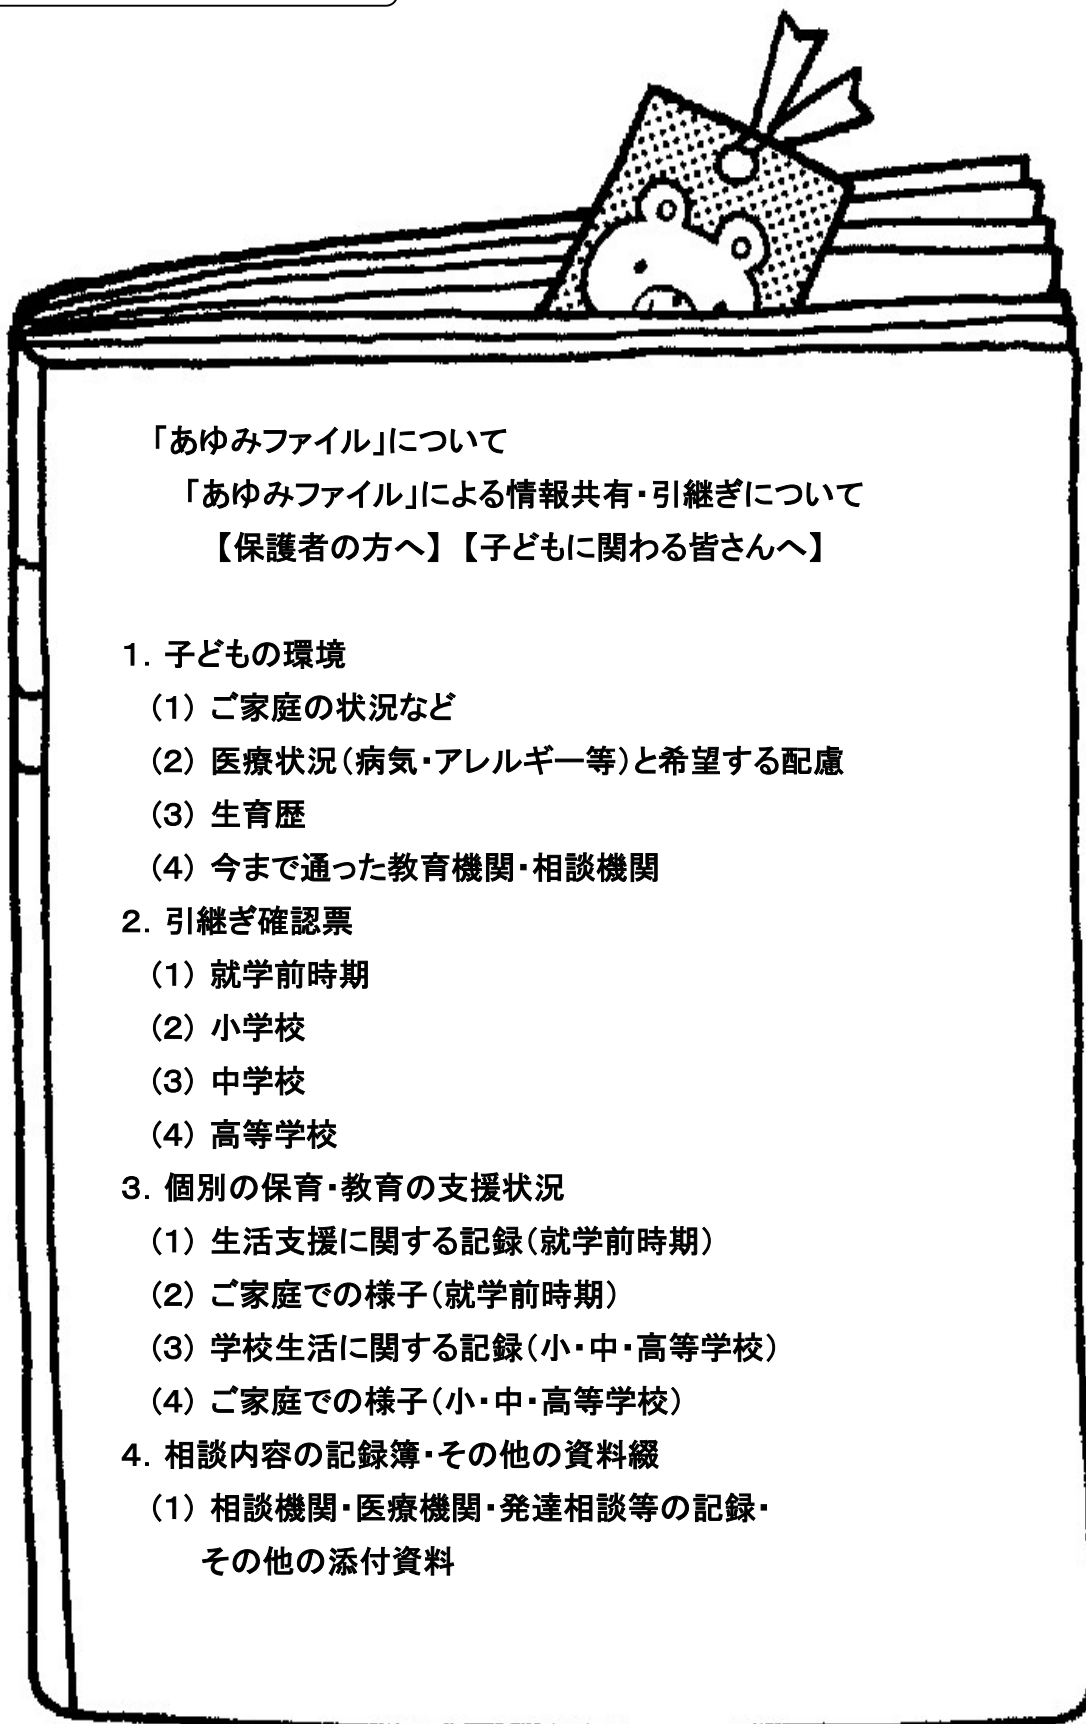 「あゆみファイル」について
「あゆみファイル」による情報共有・引継ぎについて
【保護者の方へ】【子どもに関わる皆さんへ】
1．子どもの環境
(1) ご家庭の状況など
(2) 医療状況(病気・アレルギー等)と希望する配慮
(3) 生育歴
(4) 今まで通った教育機関・相談機関
2．引継ぎ確認票
(1) 就学前時期
(2) 小学校
(3) 中学校
(4) 高等学校
3．個別の保育・教育の支援状況
(1) 生活支援に関する記録(就学前時期)
(2) ご家庭での様子(就学前時期)
(3) 学校生活に関する記録(小・中・高等学校)
(4) ご家庭での様子(小・中・高等学校)
4．相談内容の記録簿・その他の資料綴
(1) 相談機関・医療機関・発達相談等の記録・
その他の添付資料